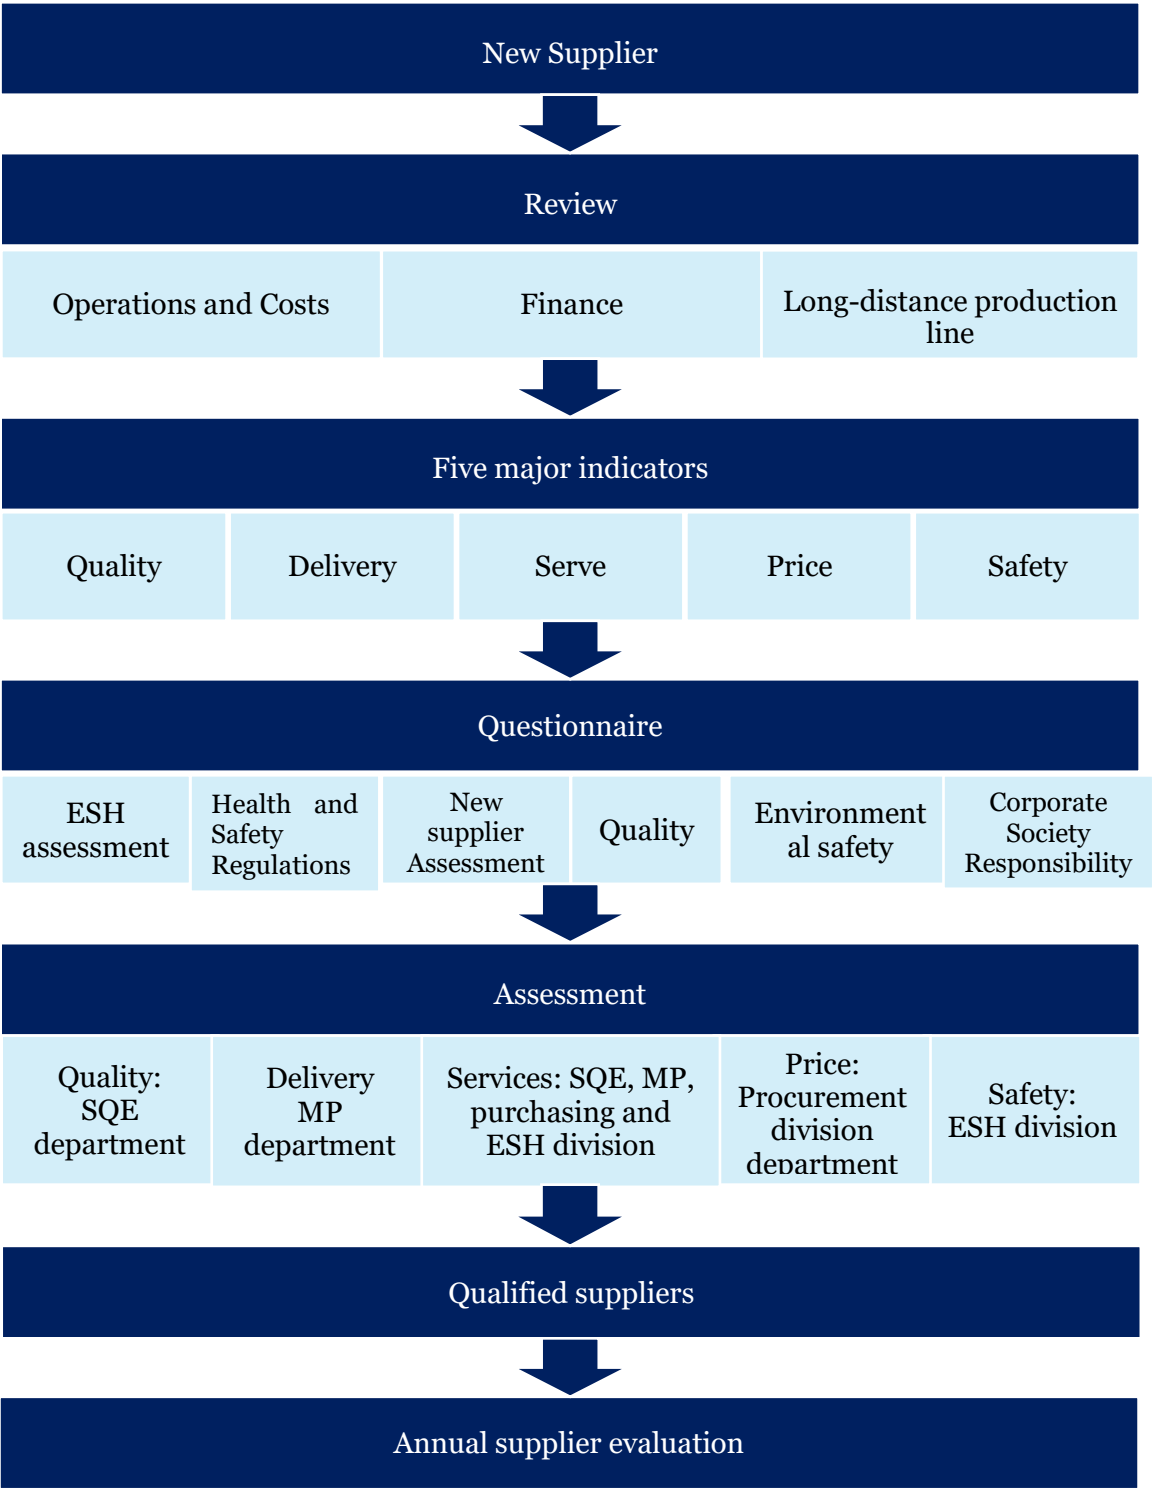 New Supplier
Review
Operations and Costs
Finance
Long-distance production
line
Five major indicators
Quality
Delivery
Serve
Price
Safety
Questionnaire
ESH
assessment
Health and
Safety
Regulations
New
supplier
Assessment
Quality
Environment
al safety
Corporate
Society
Responsibility
Assessment
Quality:
SQE
department
Delivery
MP
department
Services: SQE, MP,
purchasing and
ESH division
Price:
Procurement
division
department
Safety:
ESH division
Qualified suppliers
Annual supplier evaluation